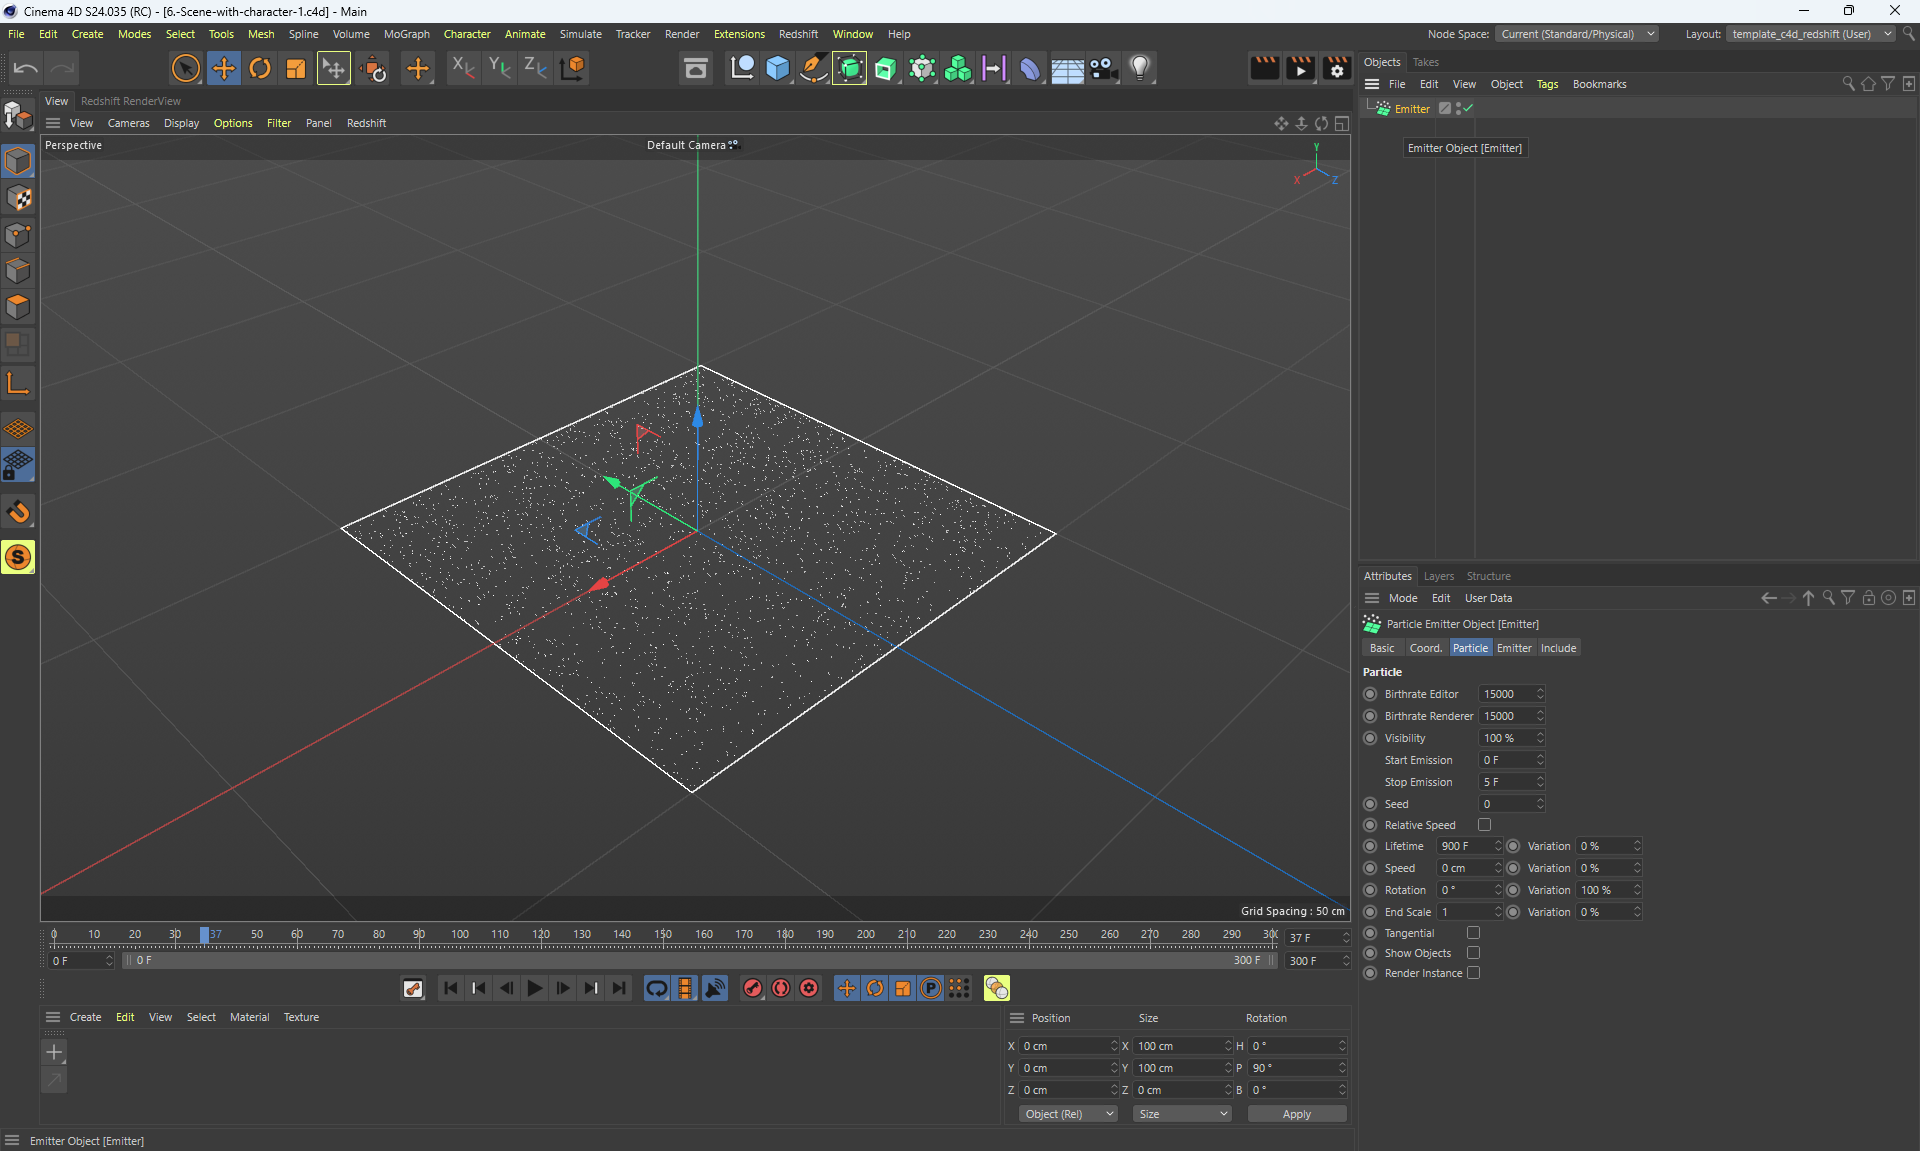 Cinema 4D S24.035 (RC) - [6.-Scene-with-character-1.c4d] - Main
File Edit Create Modes Select Tools Mesh Spline Volume MoGraph Character Animate Simulate Tracker Render Extensions Redshift Window Help
Node Space: Current (Standard/Physical) Layout: template_c4d_redshift (User)
X Y Z
Objects Takes
File Edit View Object Tags Bookmarks
Emitter
Emitter Object [Emitter]
View Redshift RenderView
View Cameras Display Options Filter Panel Redshift
Perspective
Default Camera
Y
X Z
Grid Spacing : 50 cm
S
0 10 20 30 37 50 60 70 80 90 100 110 120 130 140 150 160 170 180 190 200 210 220 230 240 250 260 270 280 290 30
37 F
0 F
0 F
300 F
300 F
P
Create Edit View Select Material Texture
Position Size Rotation
X 0 cm X 100 cm H 0 °
Y 0 cm Y 100 cm P 90 °
Z 0 cm Z 0 cm B 0 °
Object (Rel) Size Apply
Emitter Object [Emitter]
Attributes Layers Structure
Mode Edit User Data
Particle Emitter Object [Emitter]
Basic Coord. Particle Emitter Include
Particle
Birthrate Editor 15000
Birthrate Renderer 15000
Visibility 100 %
Start Emission 0 F
Stop Emission 5 F
Seed 0
Relative Speed
Lifetime 900 F Variation 0 %
Speed 0 cm Variation 0 %
Rotation 0 ° Variation 100 %
End Scale 1 Variation 0 %
Tangential
Show Objects
Render Instance